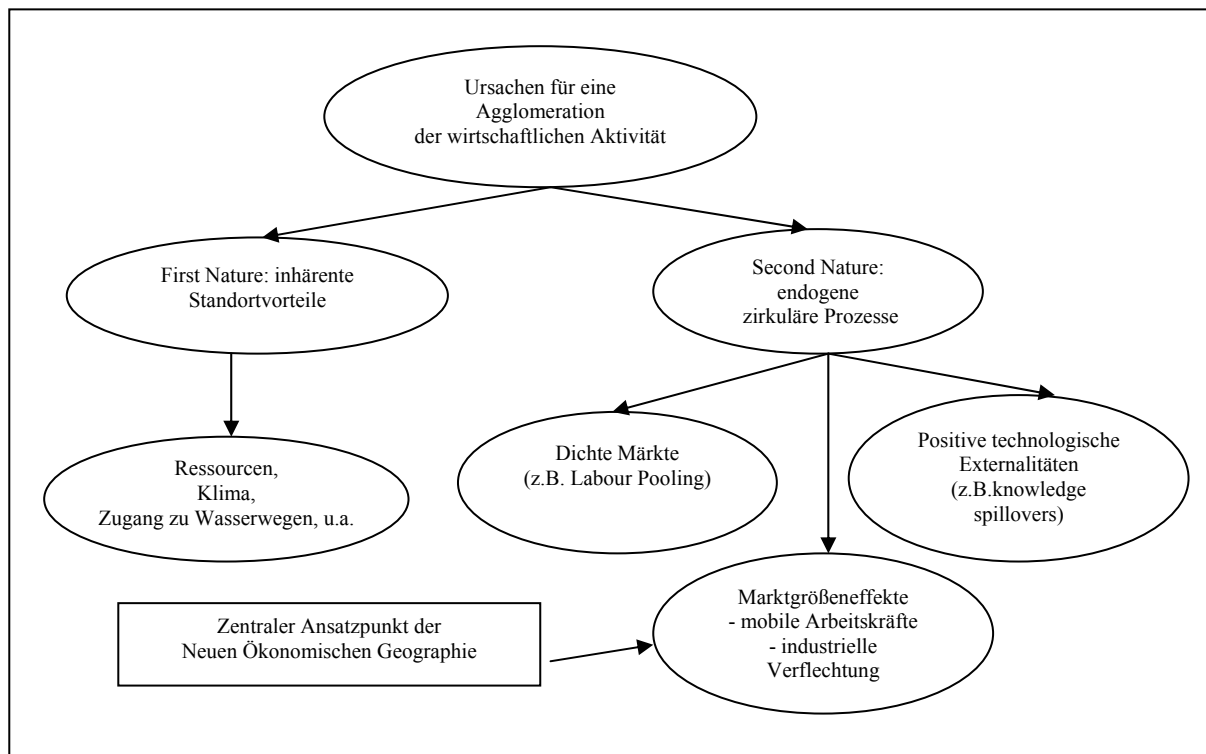 Ursachen für eine
Agglomeration
der wirtschaftlichen Aktivität
First Nature: inhärente
Standortvorteile
Second Nature:
endogene
zirkuläre Prozesse
Ressourcen,
Klima,
Zugang zu Wasserwegen, u.a.
Dichte Märkte
(z.B. Labour Pooling)
Positive technologische
Externalitäten
(z.B.knowledge
spillovers)
Marktgrößeneffekte
- mobile Arbeitskräfte
- industrielle
Verflechtung
Zentraler Ansatzpunkt der
Neuen Ökonomischen Geographie